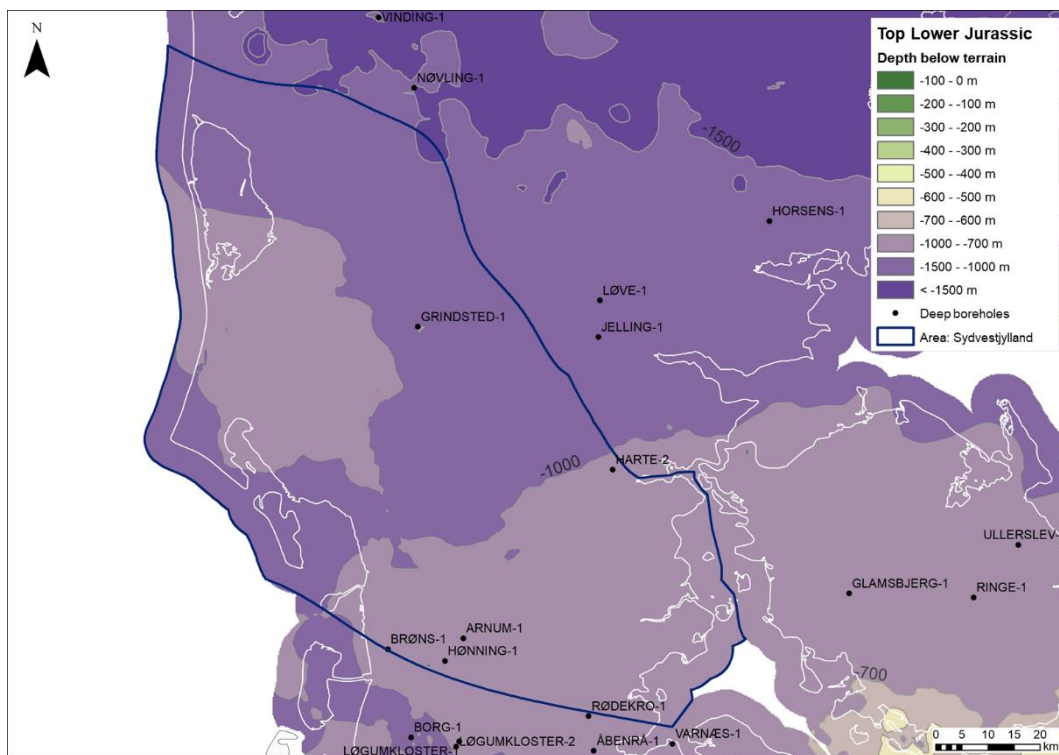 N
VINDING-1
NØVLING-1
-1500
HORSENS-1
LØVE-1
JELLING-1
GRINDSTED-1
-1000
HARTE-2
ULLERSLEV-
GLAMSBJERG-1
RINGE-1
ARNUM-1
BRØNS-1
HØNNING-1
-700
RØDEKRO-1
BORG-1
LØGUMKLOSTER-2
VARNÆS-1
LØGUMKLOSTER-1
ÅBENRÅ-1
Top Lower Jurassic
Depth below terrain
-100 - 0 m
-200 - -100 m
-300 - -200 m
-400 - -300 m
-500 - -400 m
-600 - -500 m
-700 - -600 m
-1000 - -700 m
-1500 - -1000 m
< -1500 m
Deep boreholes
Area: Sydvestjylland
0 5 10 15 20 km